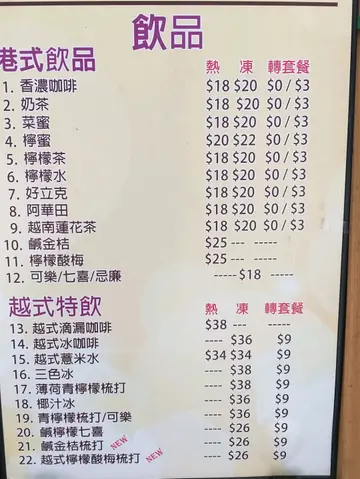 飲品
港式飲品 熱 凍 轉套餐
1. 香濃咖啡 $18 $20 $0 / $3
2. 奶茶 $18 $20 $0 / $3
3. 菜蜜 $18 $20 $0 / $3
4. 檸蜜 $20 $22 $0 / $3
5. 檸檬茶 $18 $20 $0 / $3
6. 檸檬水 $18 $20 $0 / $3
7. 好立克 $18 $20 $0 / $3
8. 阿華田 $18 $20 $0 / $3
9. 越南蓮花茶 $18 $20 $0 / $3
10. 鹹金桔 $25 --- -----
11. 檸檬酸梅 $25 --- -----
12. 可樂/七喜/忌廉 ----- $18 -----
越式特飲 熱 凍 轉套餐
13. 越式滴漏咖啡 $38 --- -----
14. 越式冰咖啡 ---- $36 $9
15. 越式薏米水 $34 $34 $9
16. 三色冰 ---- $38 $9
17. 薄荷青檸檬梳打 ---- $38 $9
18. 椰汁冰 ---- $36 $9
19. 青檸檬梳打/可樂 ---- $36 $9
20. 鹹檸檬七喜 ---- $26 $9
21. 鹹金桔梳打 NEW ---- $26 $9
22. 越式檸檬酸梅梳打 NEW ---- $26 $9